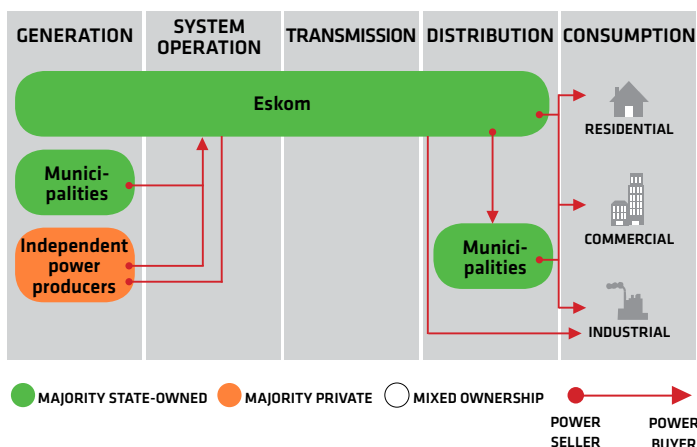 GENERATION
SYSTEM
OPERATION
TRANSMISSION
DISTRIBUTION
CONSUMPTION
Eskom
RESIDENTIAL
Munici-
palities
COMMERCIAL
Independent
power
producers
Munici-
palities
INDUSTRIAL
MAJORITY STATE-OWNED
MAJORITY PRIVATE
MIXED OWNERSHIP
POWER
SELLER
POWER
BUYER